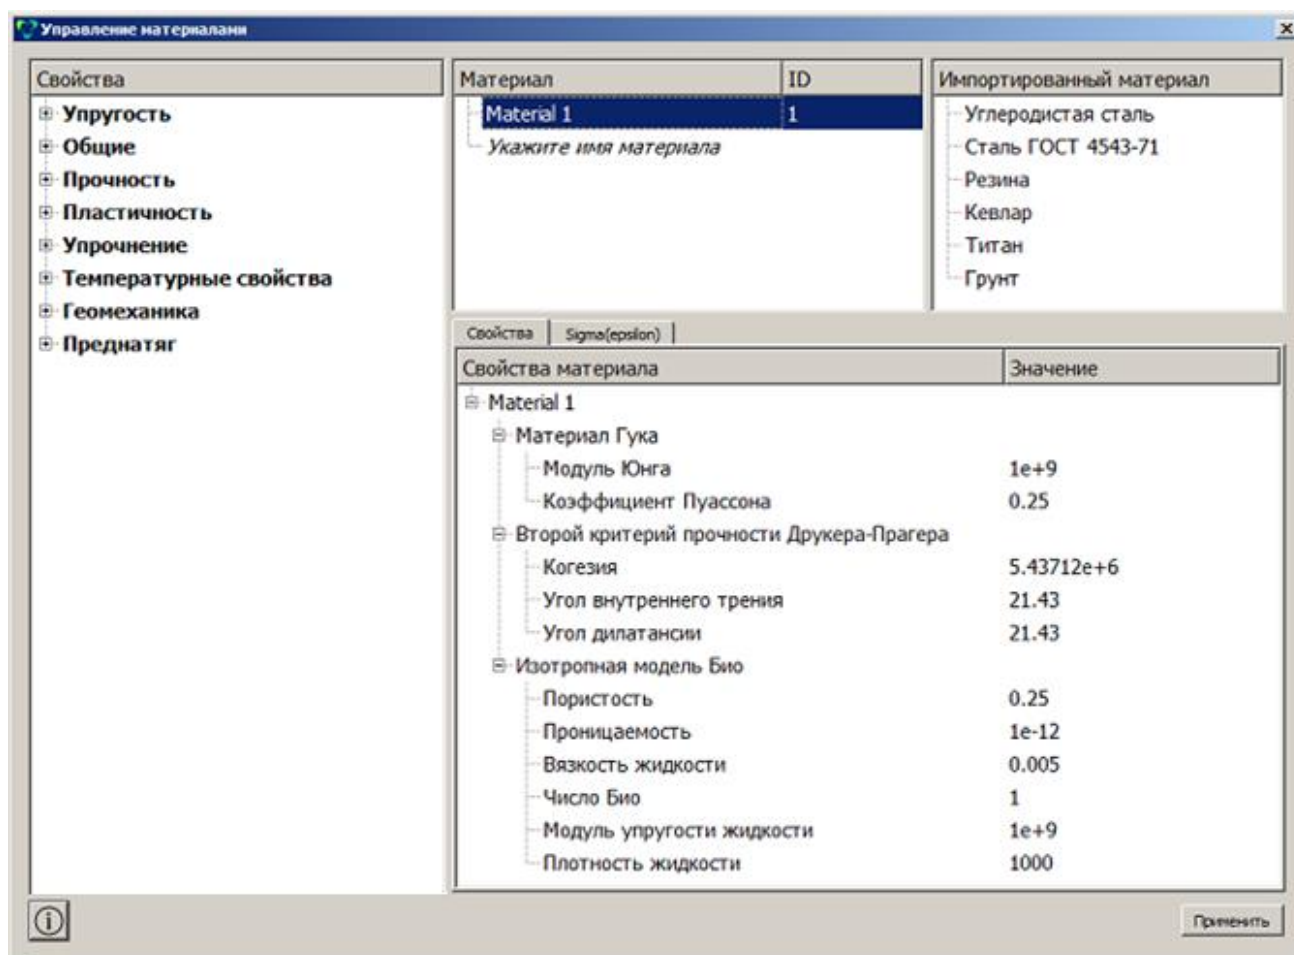 Управление материалами
Свойства
Упругость
Общие
Прочность
Пластичность
Упрочнение
Температурные свойства
Геомеханика
Преднатяг
Материал ID
Material 1 1
Укажите имя материала
Импортированный материал
Углеродистая сталь
Сталь ГОСТ 4543-71
Резина
Кевлар
Титан
Грунт
Свойства Sigma(epsilon)
Свойства материала Значение
Material 1
Материал Гука
Модуль Юнга 1e+9
Коэффициент Пуассона 0.25
Второй критерий прочности Друкера-Прагера
Когезия 5.43712e+6
Угол внутреннего трения 21.43
Угол дилатансии 21.43
Изотропная модель Био
Пористость 0.25
Проницаемость 1e-12
Вязкость жидкости 0.005
Число Био 1
Модуль упругости жидкости 1e+9
Плотность жидкости 1000
Применить